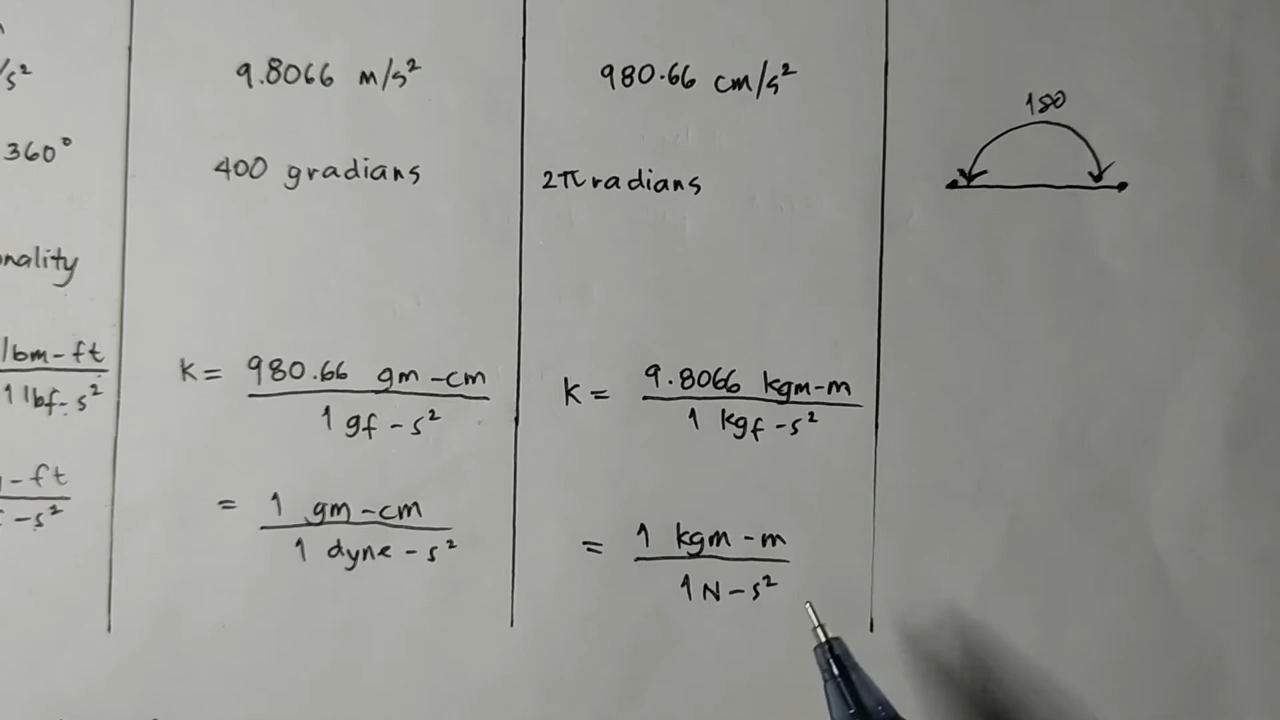 /s²
9.8066 m/s²
980.66 cm/s²
180
360°
400 gradians
2π radians
nality
lbm-ft
1 lbf-s²
K = 980.66 gm-cm
1 gf-s²
K = 9.8066 kgm-m
1 kgf-s²
-ft
-s²
= 1 gm-cm
1 dyne-s²
= 1 kgm-m
1N-s²